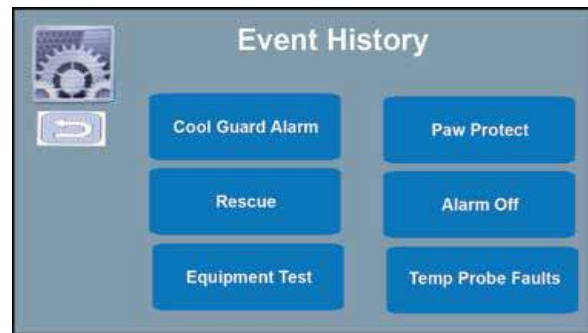 Event History
Cool Guard Alarm
Paw Protect
Rescue
Alarm Off
Equipment Test
Temp Probe Faults